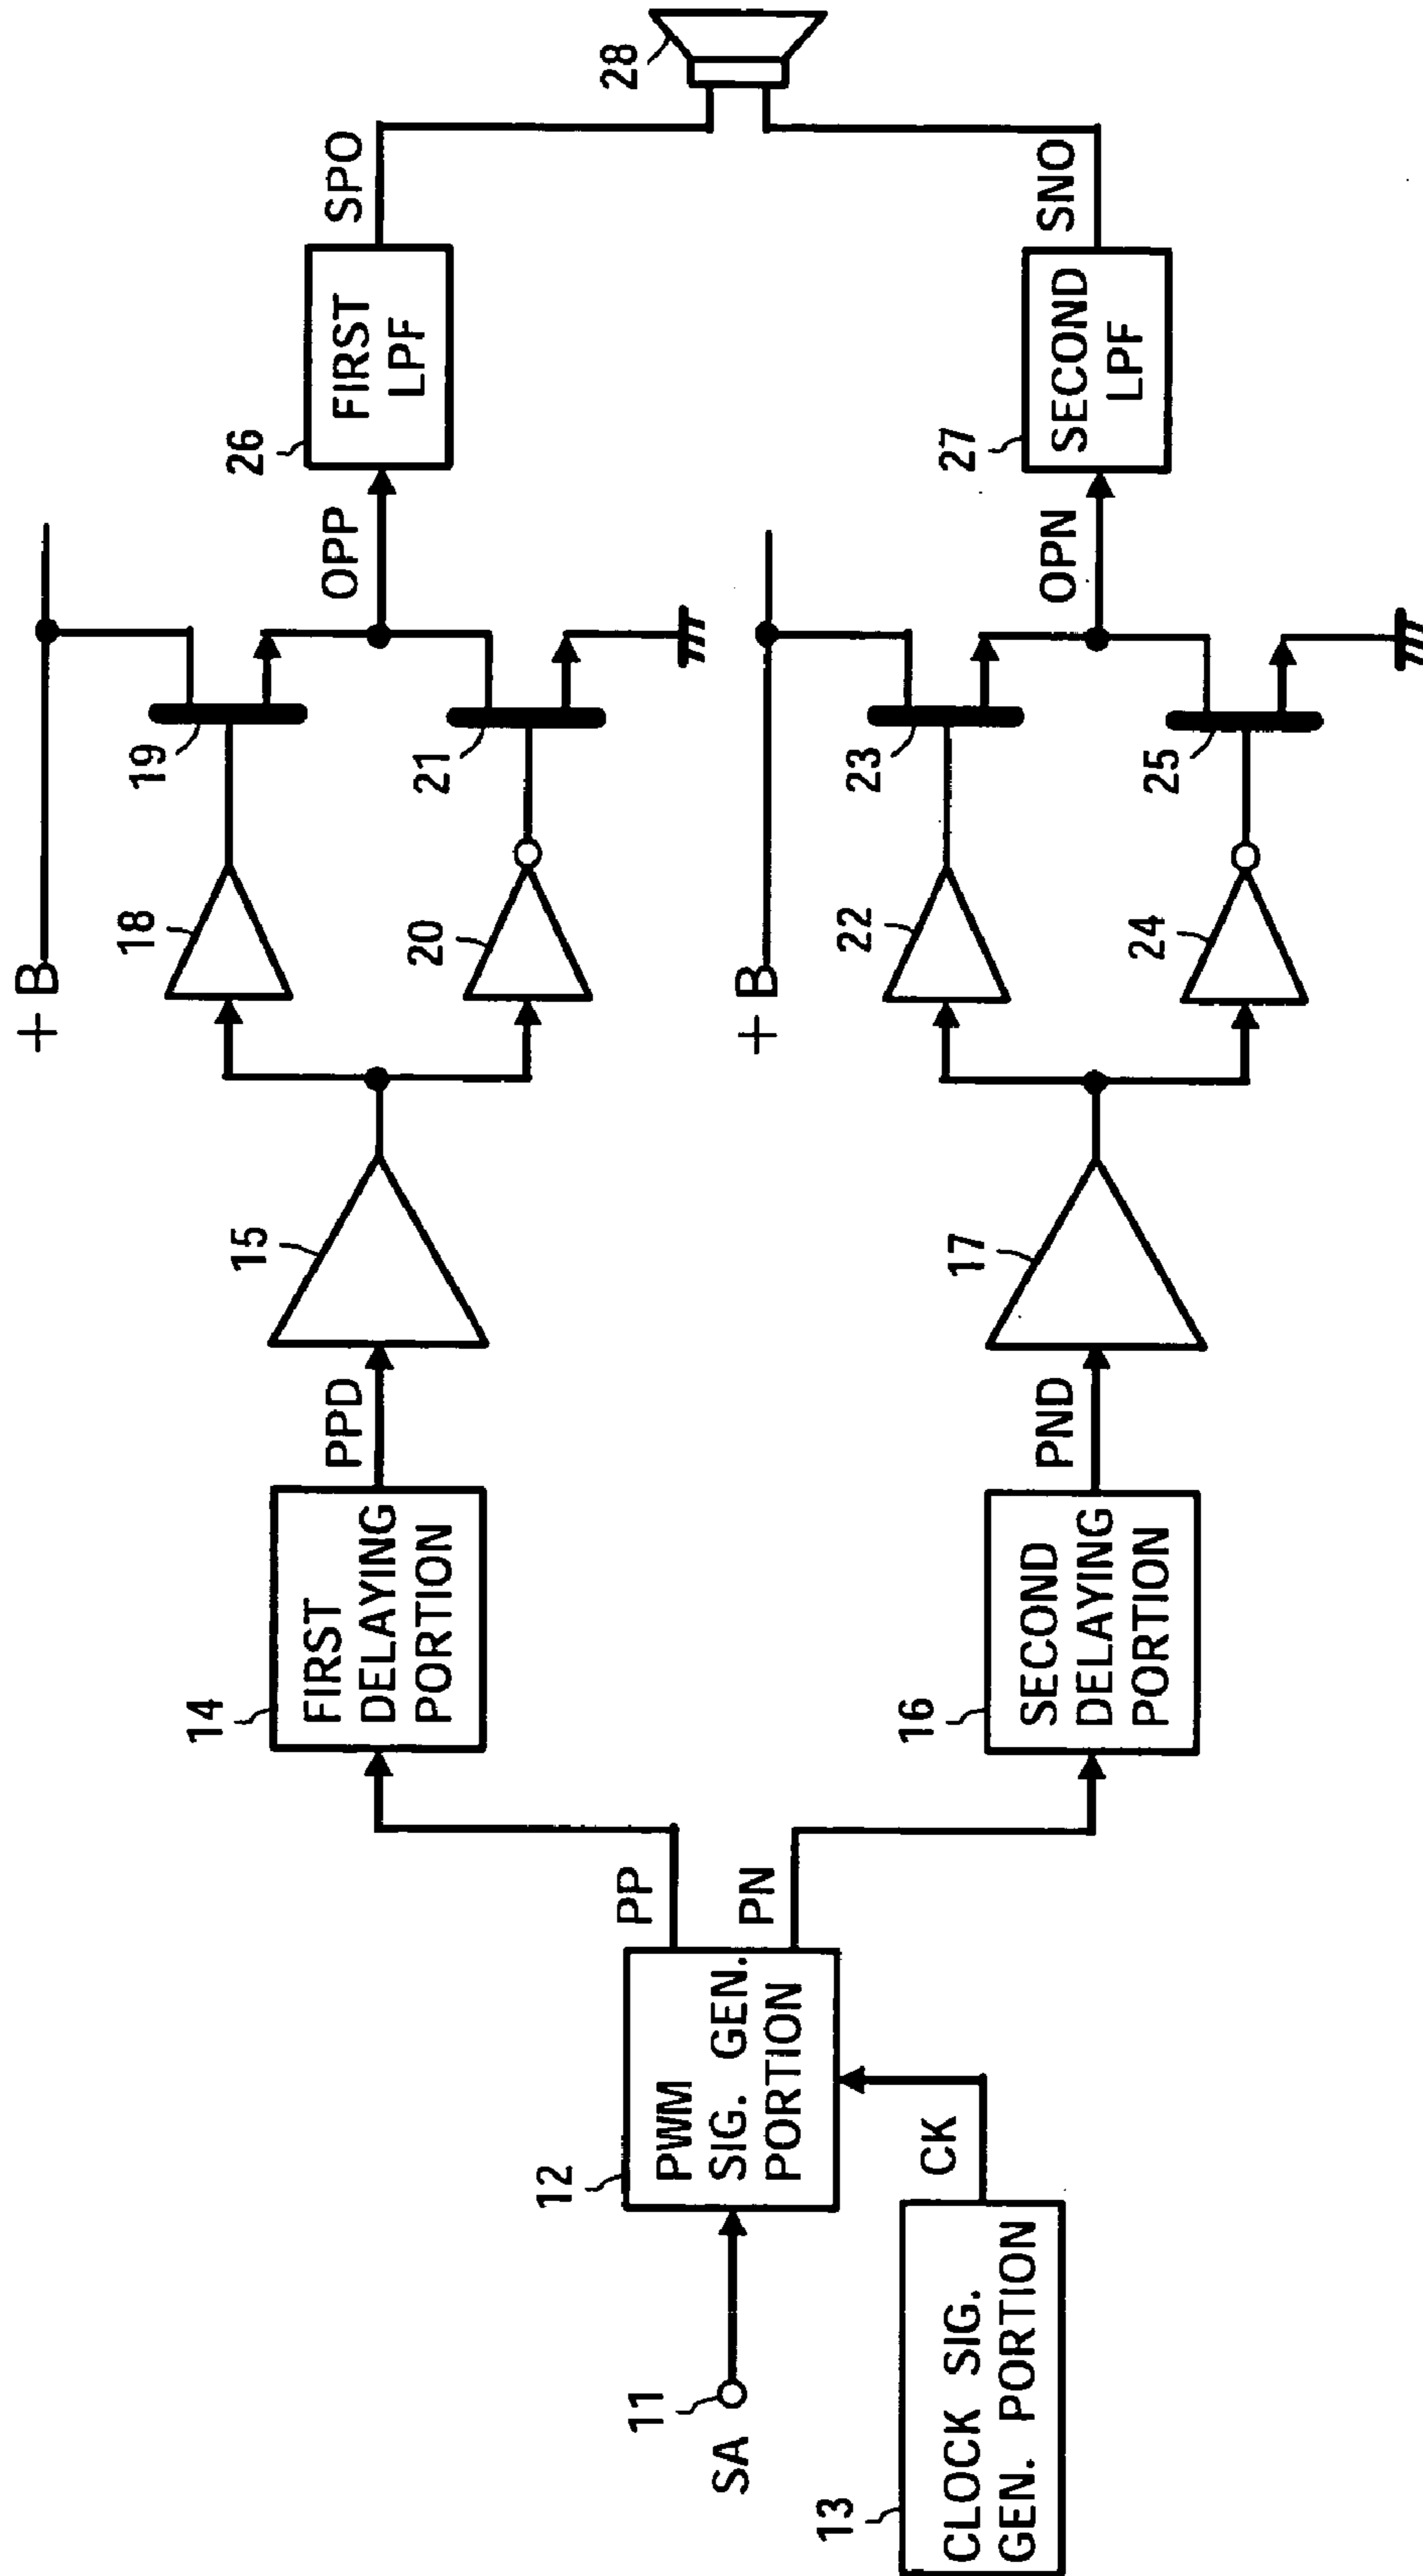 +B
18
19
20
21
14
FIRST
DELAYING
PORTION
PPD
15
OPP
26
FIRST
LPF
SPO
28
11
SA
12
PWM
SIG. GEN.
PORTION
PP
PN
13
CLOCK SIG.
GEN. PORTION
CK
+B
22
23
24
25
16
SECOND
DELAYING
PORTION
PND
17
OPN
27
SECOND
LPF
SNO